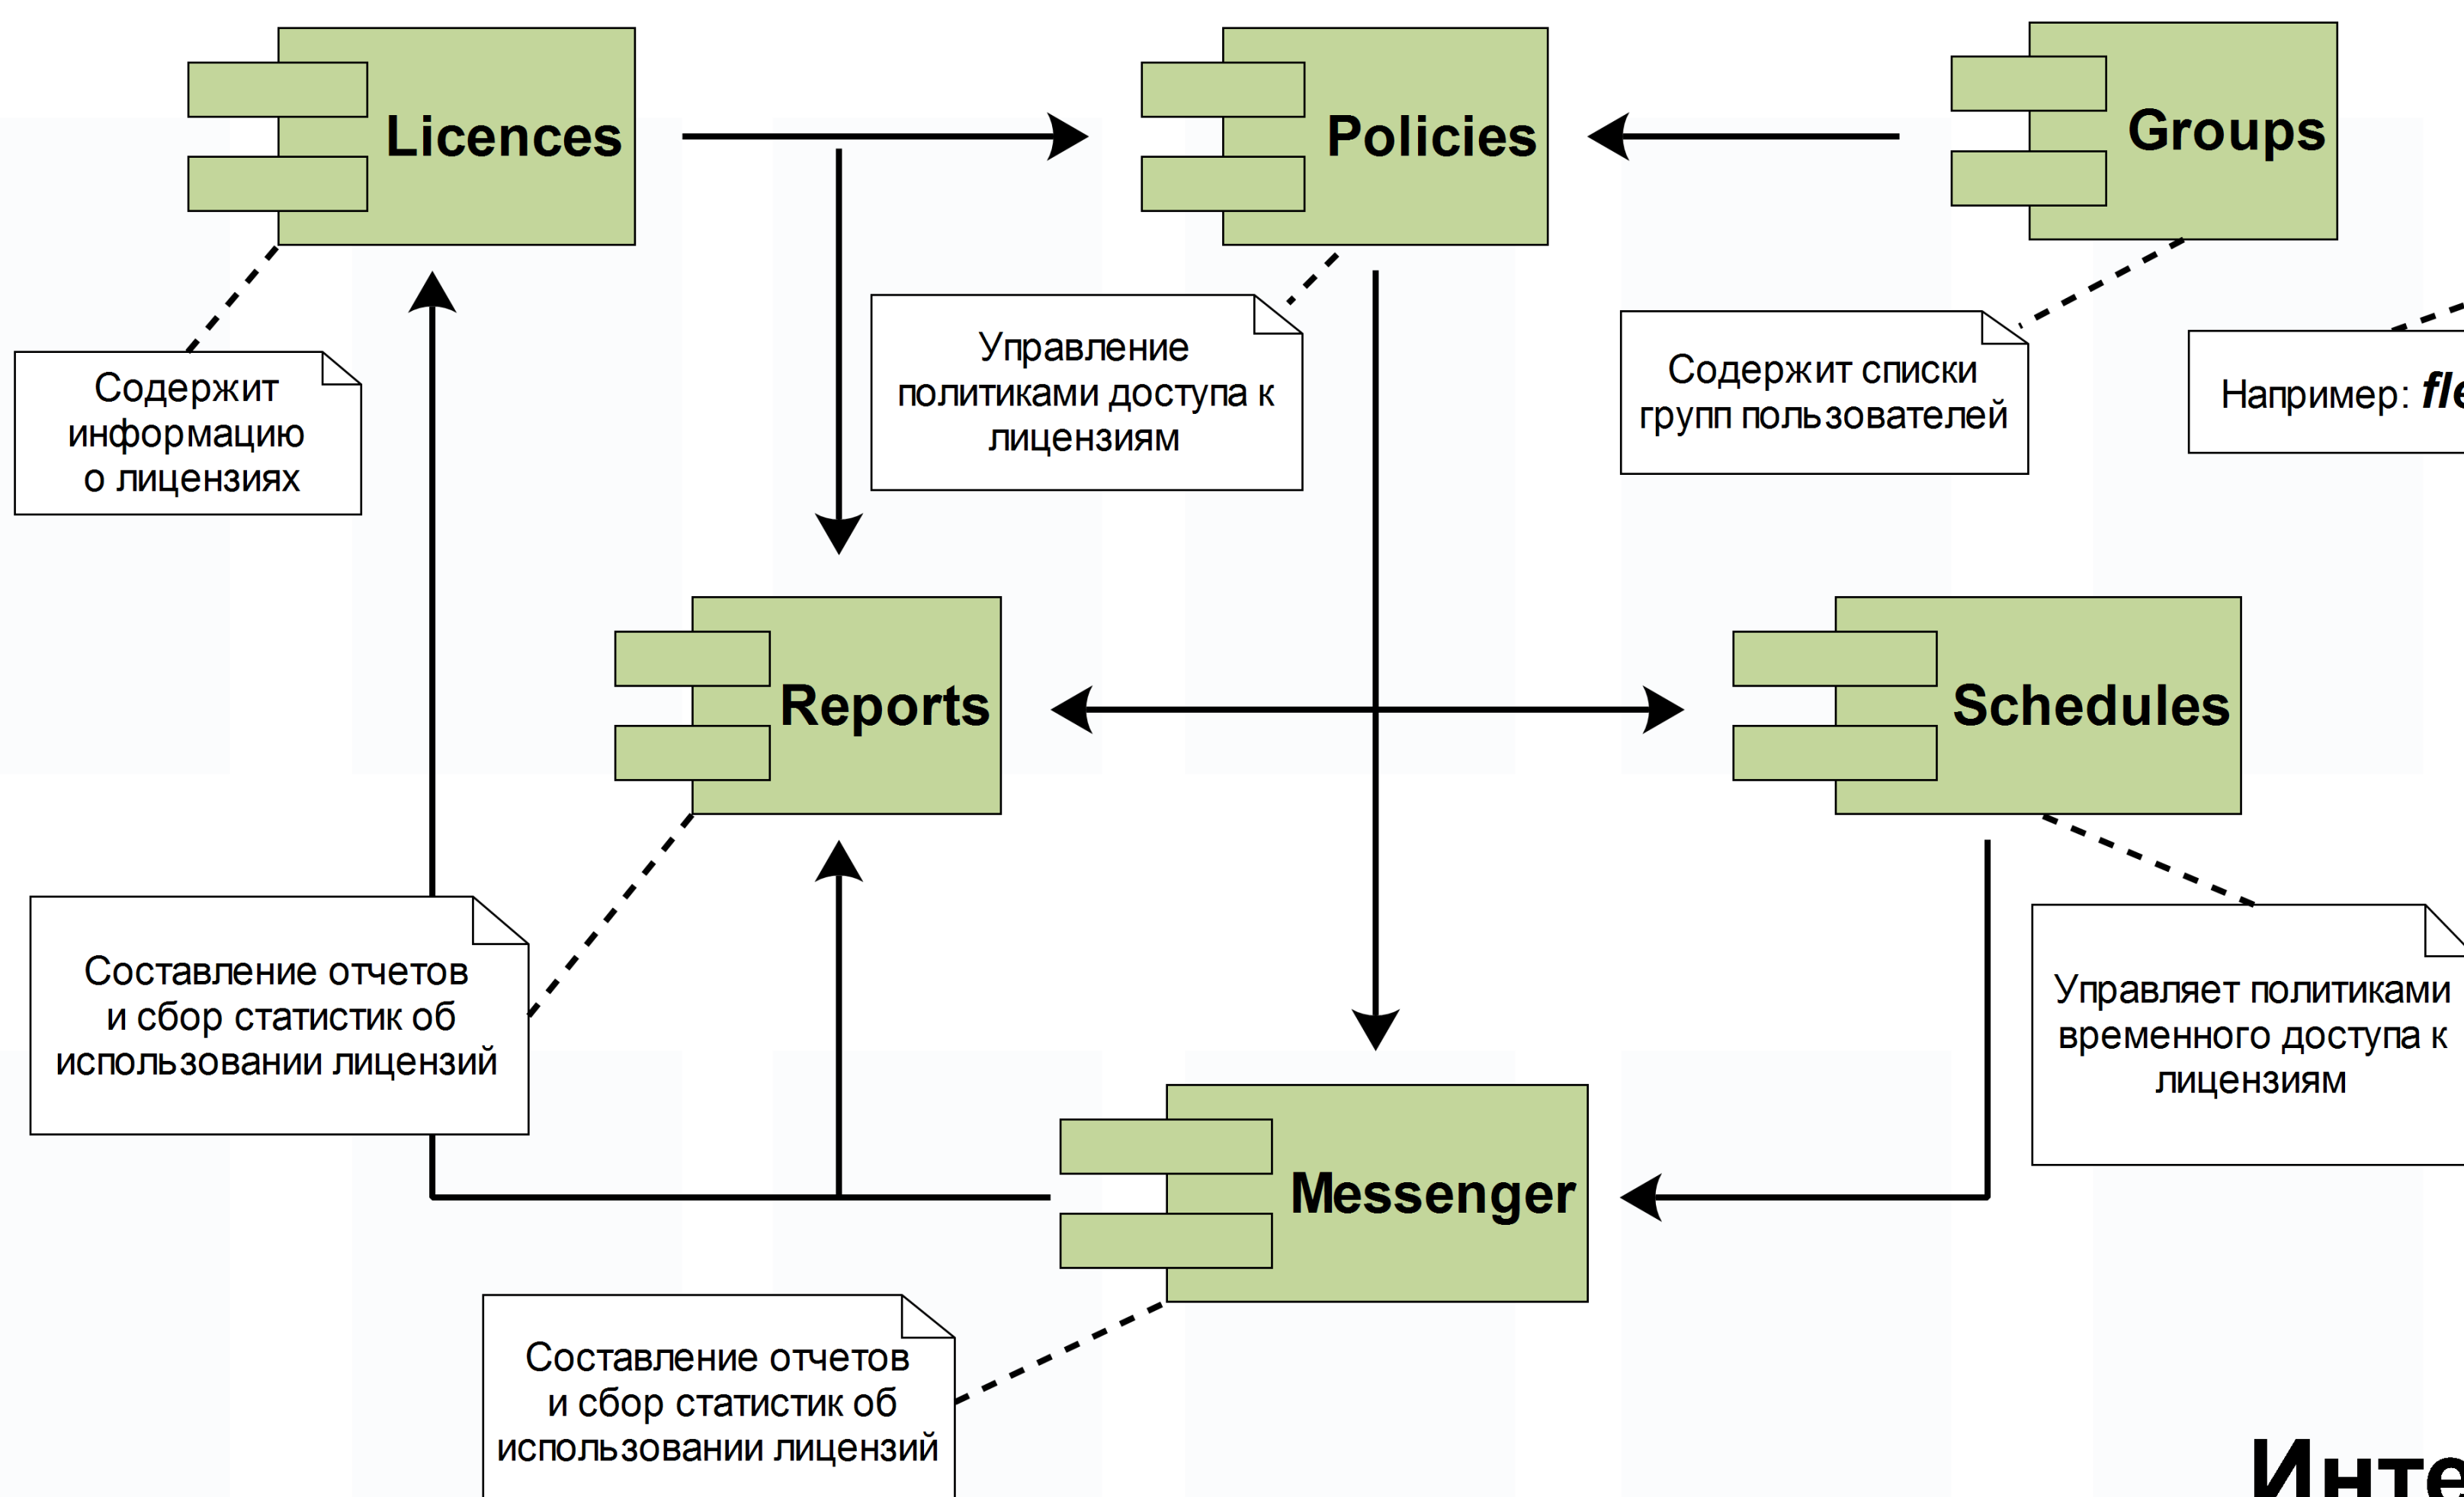 Licences
Policies
Groups
Содержит
информацию
о лицензиях
Управление
политиками доступа к
лицензиям
Содержит списки
групп пользователей
Например:
Reports
Schedules
Составление отчетов
и сбор статистик об
использовании лицензий
Управляет политиками
временного доступа к
лицензиям
Messenger
Составление отчетов
и сбор статистик об
использовании лицензий